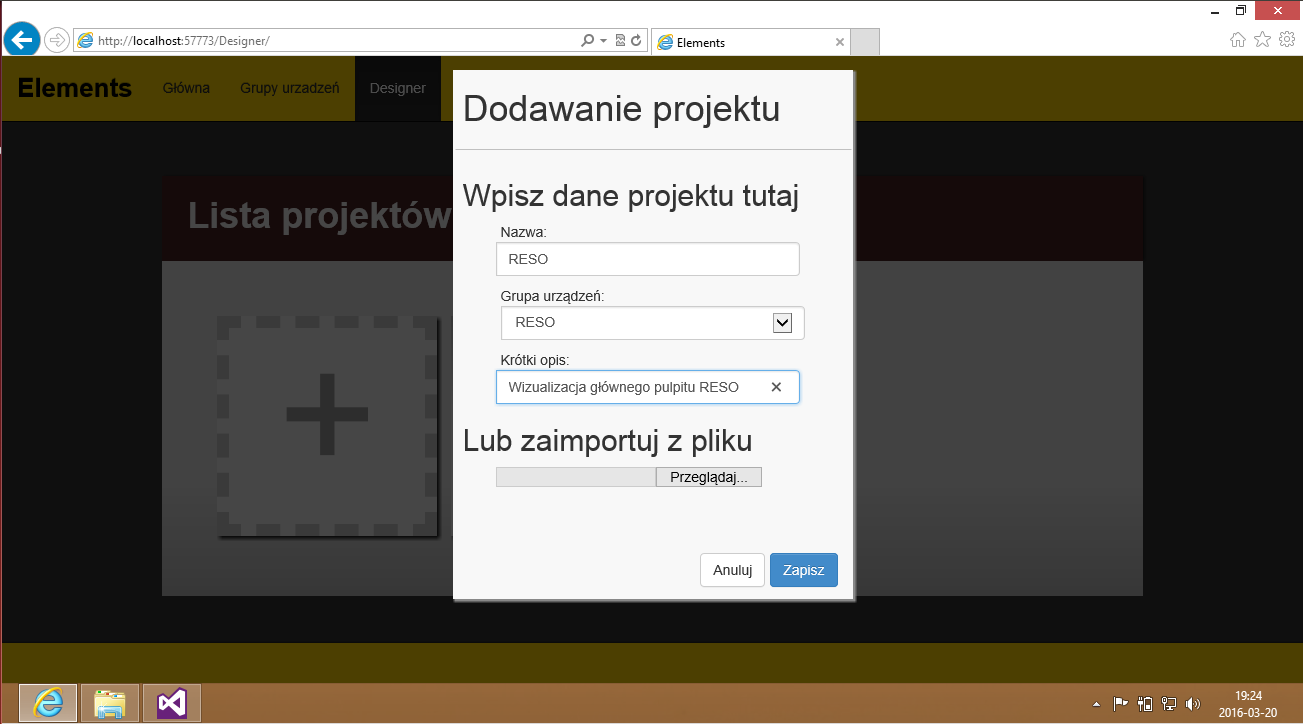 http://localhost:57773/Designer/
Elements
Elements
Główna
Grupy urzadzeń
Designer
Lista projektów
Dodawanie projektu
Wpisz dane projektu tutaj
Nazwa:
RESO
Grupa urządzeń:
RESO
Krótki opis:
Wizualizacja głównego pulpitu RESO
Lub zaimportuj z pliku
Przeglądaj...
Anuluj
Zapisz
19:24
2016-03-20